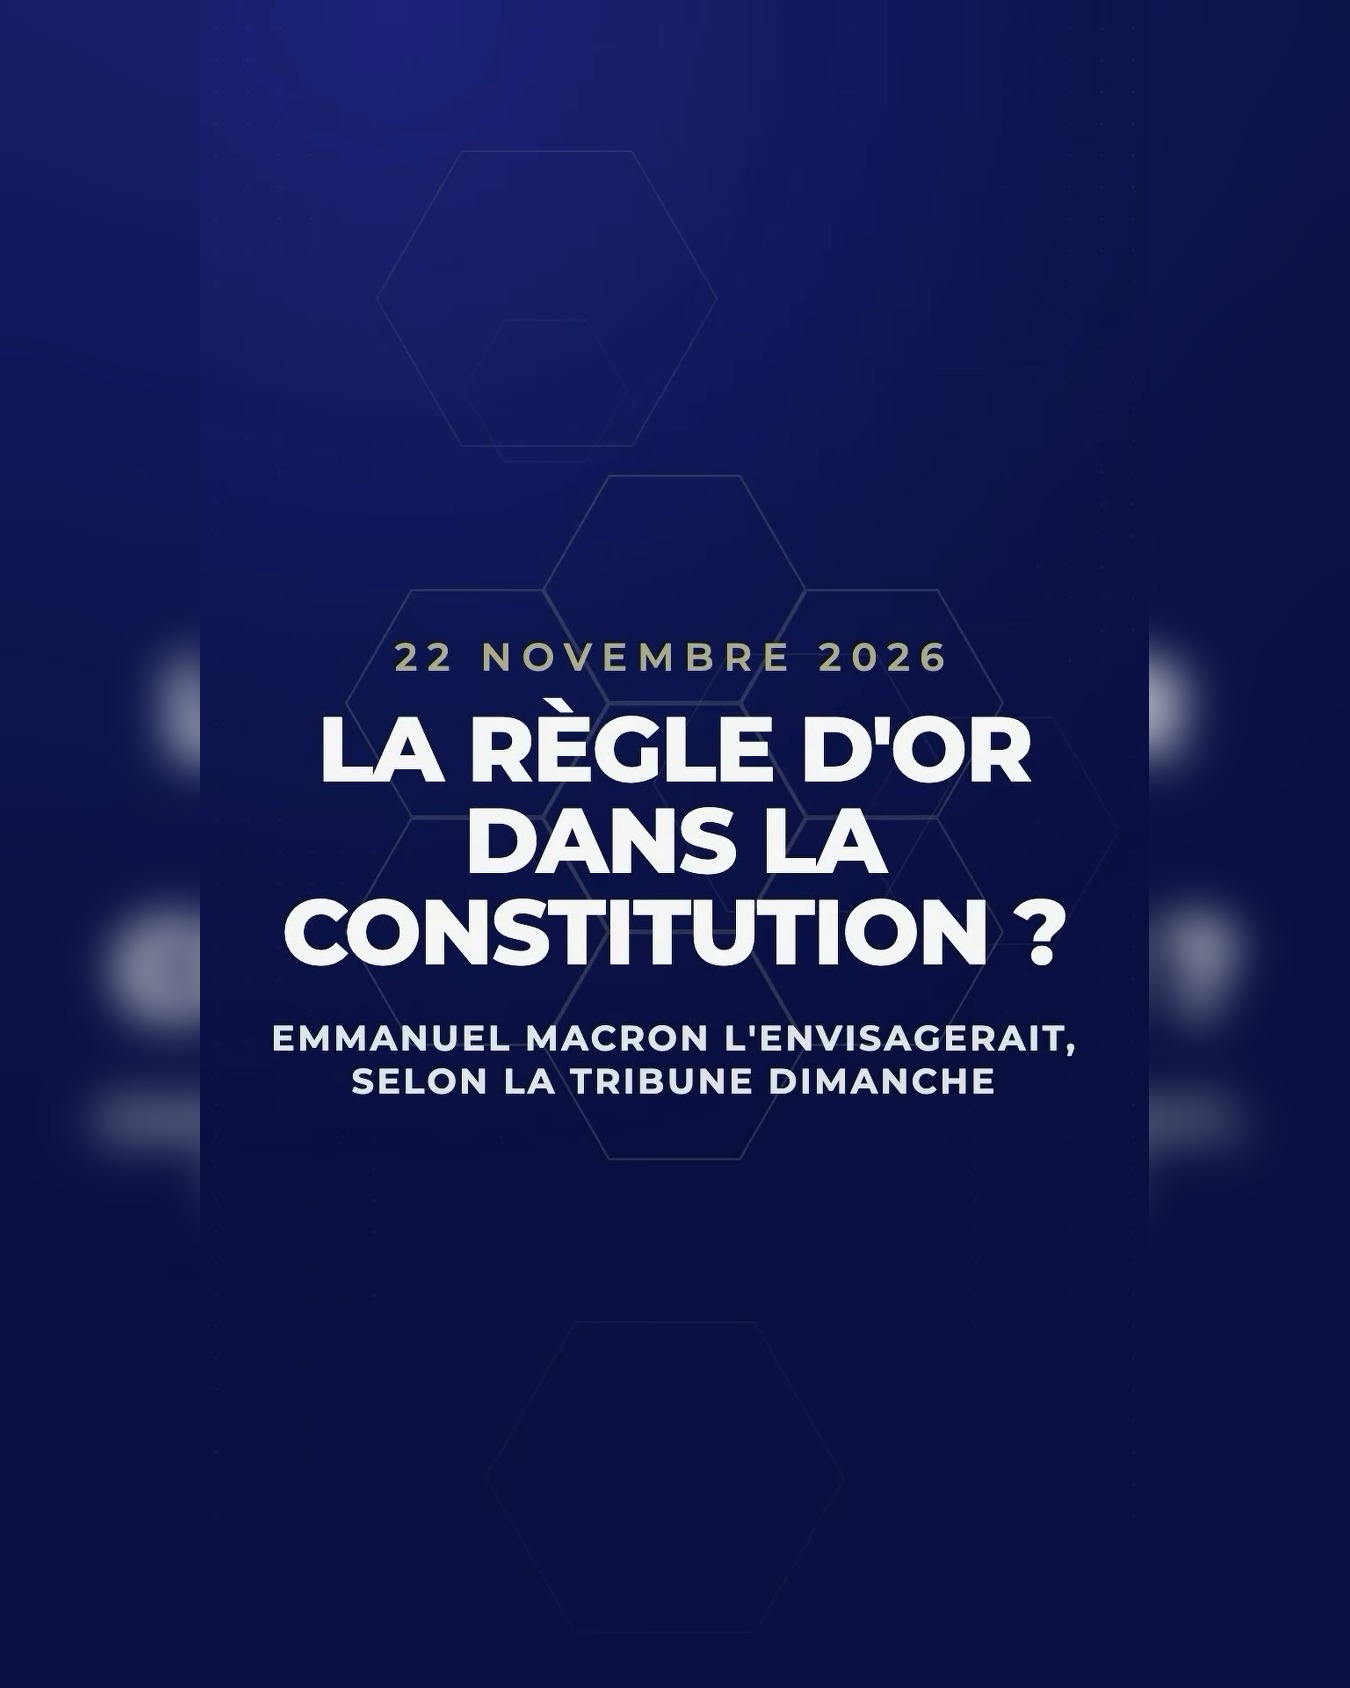 22 NOVEMBRE 2026
LA RÈGLE D'OR
DANS LA
CONSTITUTION ?
EMMANUEL MACRON L'ENVISAGERAIT,
SELON LA TRIBUNE DIMANCHE